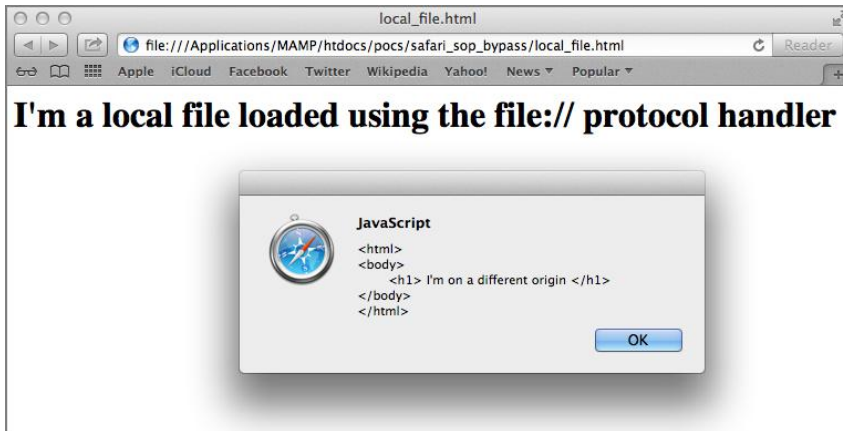 local_file.html
file:///Applications/MAMP/htdocs/pocs/safari_sop_bypass/local_file.html
Reader
Apple iCloud Facebook Twitter Wikipedia Yahoo! News ▾ Popular ▾
I'm a local file loaded using the file:// protocol handler
JavaScript
<html>
<body>
<h1> I'm on a different origin </h1>
</body>
</html>
OK